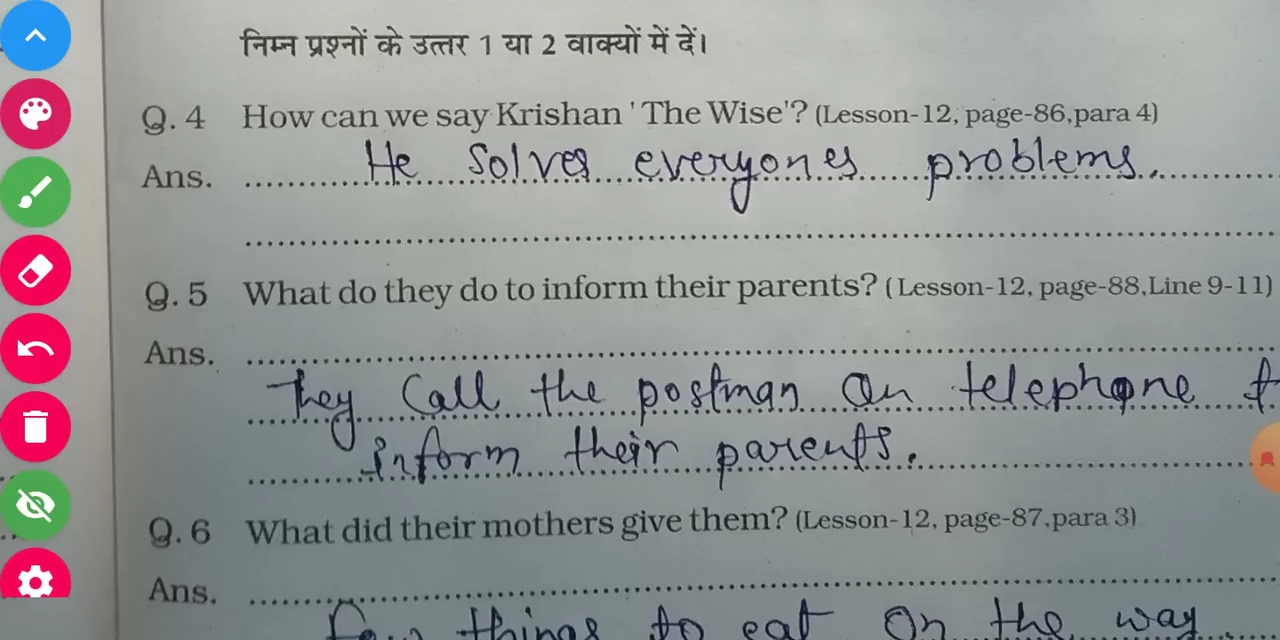 निम्न प्रश्नों के उत्तर 1 या 2 वाक्यों में दें।
Q. 4 How can we say Krishan ' The Wise'? (Lesson-12, page-86,para 4)
Ans. He solves everyones problems.
Q. 5 What do they do to inform their parents? (Lesson-12, page-88,Line 9-11)
Ans.
They call the postman on telephone
inform their parents.
Q. 6 What did their mothers give them? (Lesson-12, page-87,para 3)
Ans.
things to eat on the way